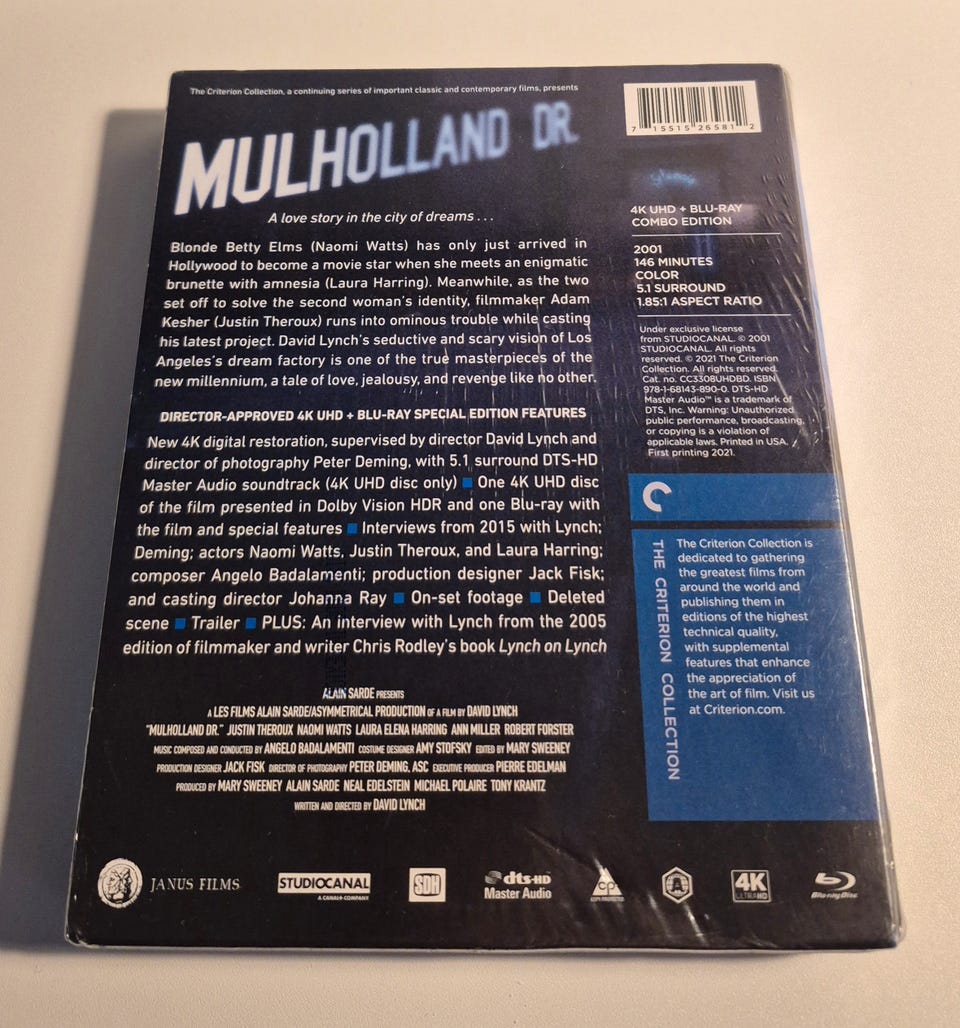 The Criterion Collection, a continuing series of important classic and contemporary films, presents
MULHOLLAND DR.
A love story in the city of dreams . . .
Blonde Betty Elms (Naomi Watts) has only just arrived in
Hollywood to become a movie star when she meets an enigmatic
brunette with amnesia (Laura Harring). Meanwhile, as the two
set off to solve the second woman's identity, filmmaker Adam
Kesher (Justin Theroux) runs into ominous trouble while casting
his latest project. David Lynch's seductive and scary vision of Los
Angeles's dream factory is one of the true masterpieces of the
new millennium, a tale of love, jealousy, and revenge like no other.
DIRECTOR-APPROVED 4K UHD + BLU-RAY SPECIAL EDITION FEATURES
New 4K digital restoration, supervised by director David Lynch and
director of photography Peter Deming, with 5.1 surround DTS-HD
Master Audio soundtrack (4K UHD disc only) ■ One 4K UHD disc
of the film presented in Dolby Vision HDR and one Blu-ray with
the film and special features ■ Interviews from 2015 with Lynch;
Deming; actors Naomi Watts, Justin Theroux, and Laura Harring;
composer Angelo Badalamenti; production designer Jack Fisk;
and casting director Johanna Ray ■ On-set footage ■ Deleted
scene ■ Trailer ■ PLUS: An interview with Lynch from the 2005
edition of filmmaker and writer Chris Rodley's book Lynch on Lynch
ALAIN SARDE PRESENTS
A LES FILMS ALAIN SARDE/ASYMMETRICAL PRODUCTION OF A FILM BY DAVID LYNCH
"MULHOLLAND DR." JUSTIN THEROUX NAOMI WATTS LAURA ELENA HARRING ANN MILLER ROBERT FORSTER
MUSIC COMPOSED AND CONDUCTED BY ANGELO BADALAMENTI COSTUME DESIGNER AMY STOFSKY EDITED BY MARY SWEENEY
PRODUCTION DESIGNER JACK FISK DIRECTOR OF PHOTOGRAPHY PETER DEMING, ASC EXECUTIVE PRODUCER PIERRE EDELMAN
PRODUCED BY MARY SWEENEY ALAIN SARDE NEAL EDELSTEIN MICHAEL POLAIRE TONY KRANTZ
WRITTEN AND DIRECTED BY DAVID LYNCH
7 15515 26581 2
4K UHD + BLU-RAY
COMBO EDITION
2001
146 MINUTES
COLOR
5.1 SURROUND
1.85:1 ASPECT RATIO
Under exclusive license
from STUDIOCANAL. © 2001
STUDIOCANAL. All rights
reserved. © 2021 The Criterion
Collection. All rights reserved.
Cat. no. CC3308UHDBD. ISBN
978-1-68143-890-0. DTS-HD
Master Audio™ is a trademark of
DTS, Inc. Warning: Unauthorized
public performance, broadcasting,
or copying is a violation of
applicable laws. Printed in USA.
First printing 2021.
THE CRITERION COLLECTION
The Criterion Collection is
dedicated to gathering
the greatest films from
around the world and
publishing them in
editions of the highest
technical quality,
with supplemental
features that enhance
the appreciation of
the art of film. Visit us
at Criterion.com.
JANUS FILMS
STUDIOCANAL
A CANAL+ COMPANY
SDH
dts-HD
Master Audio
CP
COPY PROTECTED
A
4K
ULTRA HD
Blu-ray Disc